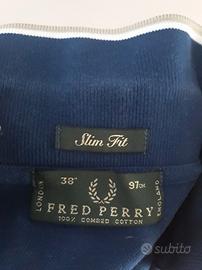 Slim Fit
38" 97cm
LONDON
ENGLAND
FRED PERRY
100% COMBED COTTON
subito